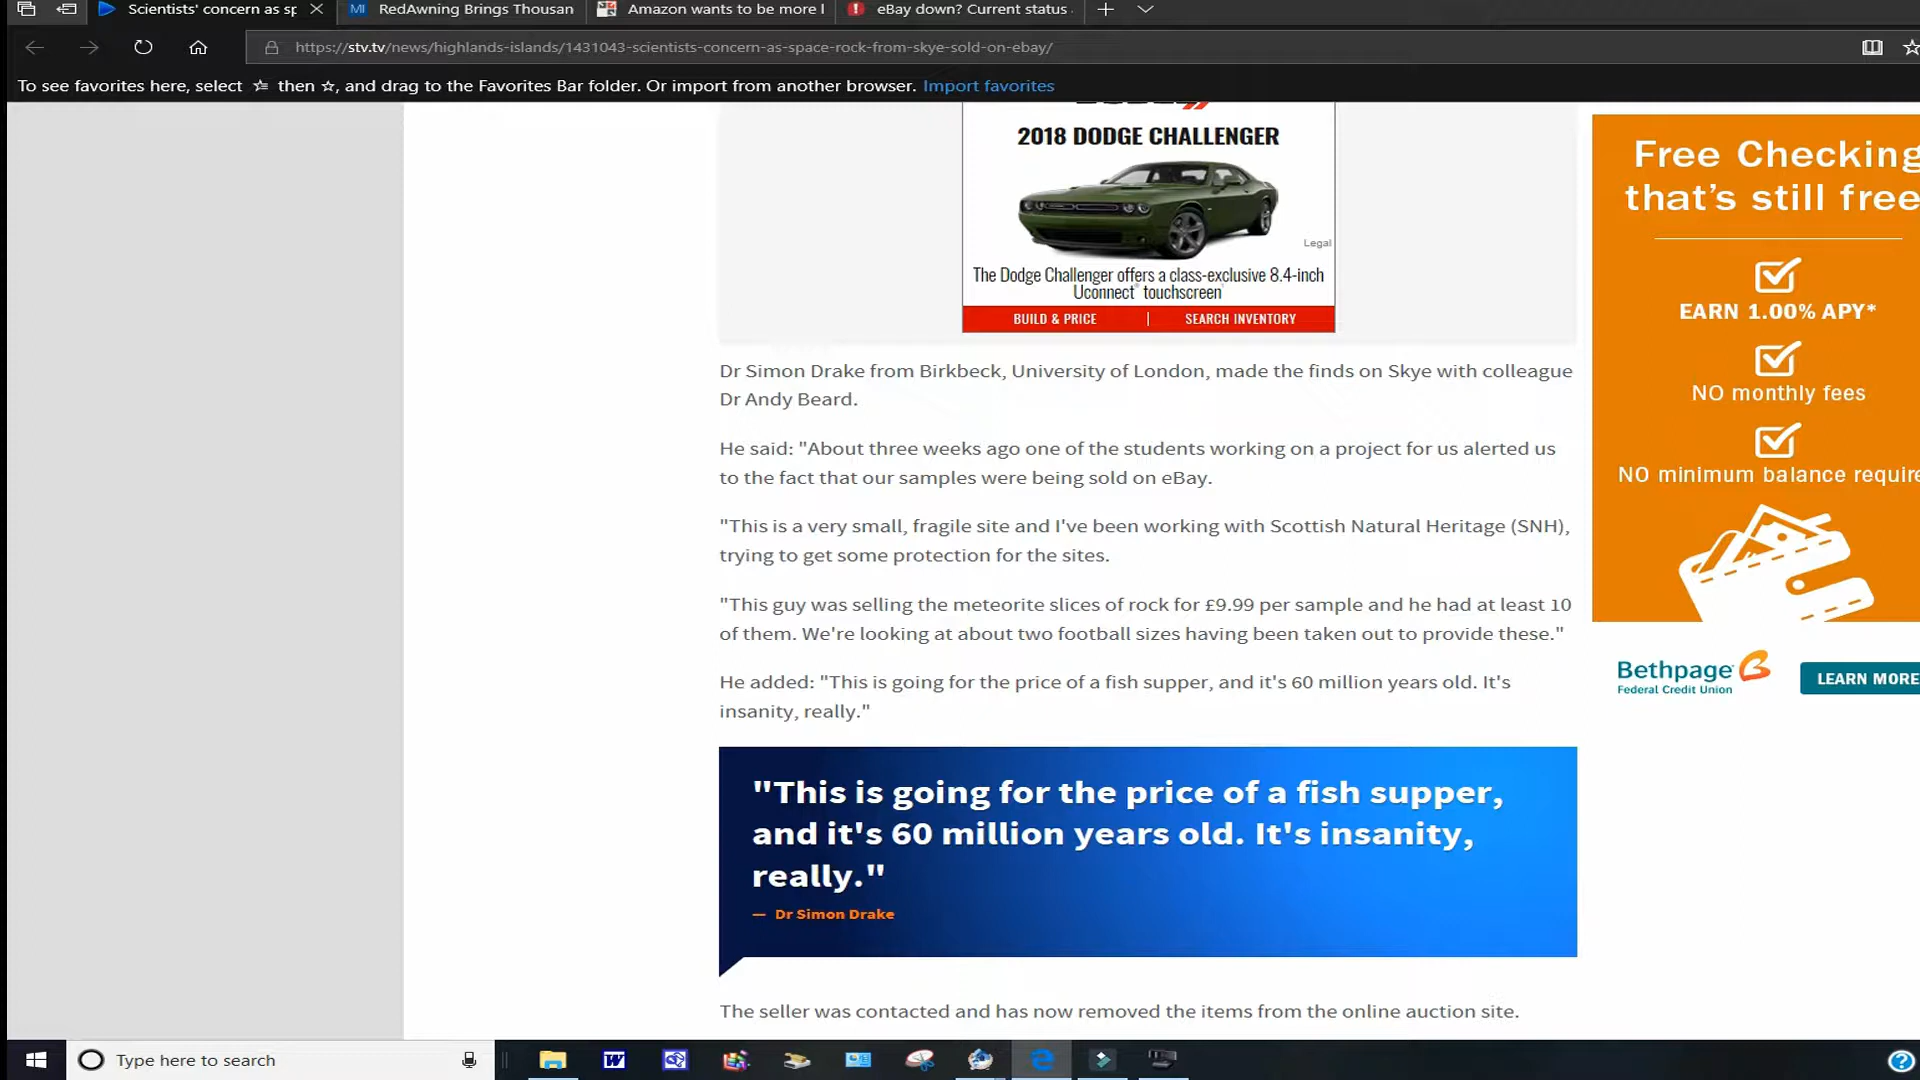 Scientists' concern as sp
RedAwning Brings Thousan
Amazon wants to be more l
eBay down? Current status
https://stv.tv/news/highlands-islands/1431043-scientists-concern-as-space-rock-from-skye-sold-on-ebay/
To see favorites here, select then ☆, and drag to the Favorites Bar folder. Or import from another browser. Import favorites
2018 DODGE CHALLENGER
Legal
The Dodge Challenger offers a class-exclusive 8.4-inch
Uconnect® touchscreen
BUILD & PRICE | SEARCH INVENTORY
Free Checking
that's still free
EARN 1.00% APY*
NO monthly fees
NO minimum balance require
Bethpage
Federal Credit Union
LEARN MORE
Dr Simon Drake from Birkbeck, University of London, made the finds on Skye with colleague
Dr Andy Beard.
He said: "About three weeks ago one of the students working on a project for us alerted us
to the fact that our samples were being sold on eBay.
"This is a very small, fragile site and I've been working with Scottish Natural Heritage (SNH),
trying to get some protection for the sites.
"This guy was selling the meteorite slices of rock for £9.99 per sample and he had at least 10
of them. We're looking at about two football sizes having been taken out to provide these."
He added: "This is going for the price of a fish supper, and it's 60 million years old. It's
insanity, really."
"This is going for the price of a fish supper,
and it's 60 million years old. It's insanity,
really."
— Dr Simon Drake
The seller was contacted and has now removed the items from the online auction site.
Type here to search